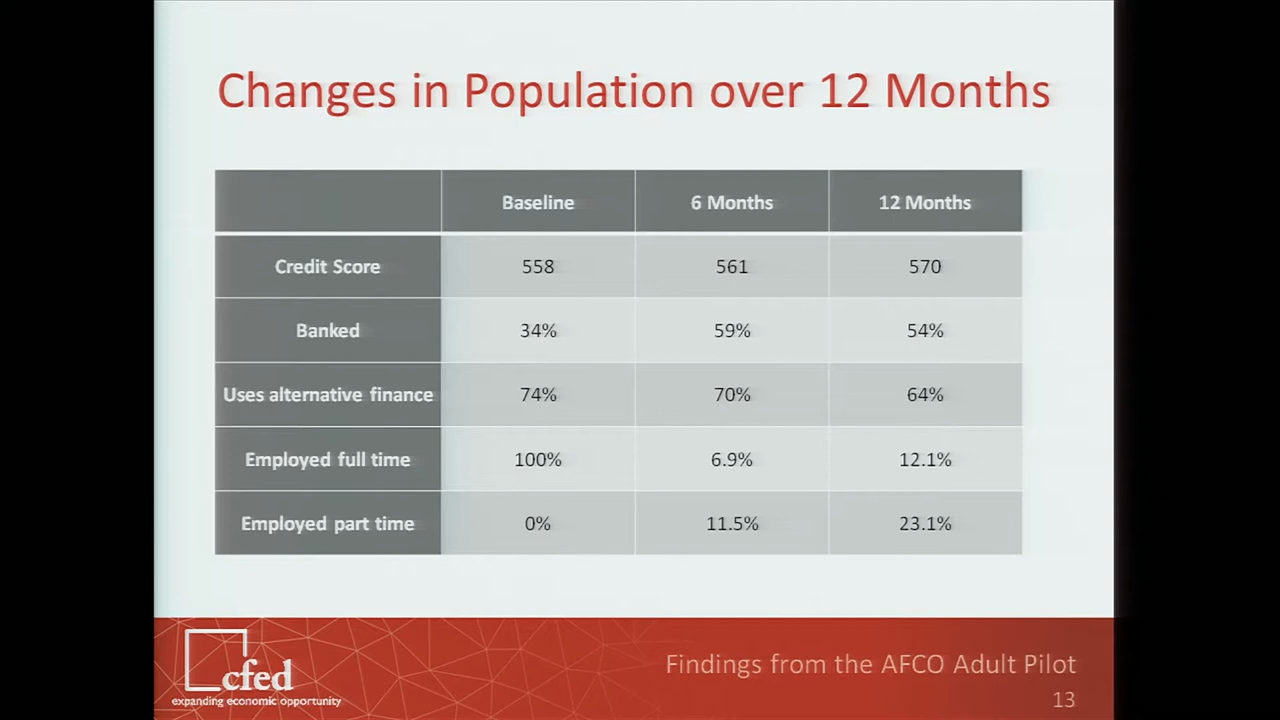 Changes in Population over 12 Months
Baseline 6 Months 12 Months
Credit Score 558 561 570
Banked 34% 59% 54%
Uses alternative finance 74% 70% 64%
Employed full time 100% 6.9% 12.1%
Employed part time 0% 11.5% 23.1%
cfed
expanding economic opportunity
Findings from the AFCO Adult Pilot
13